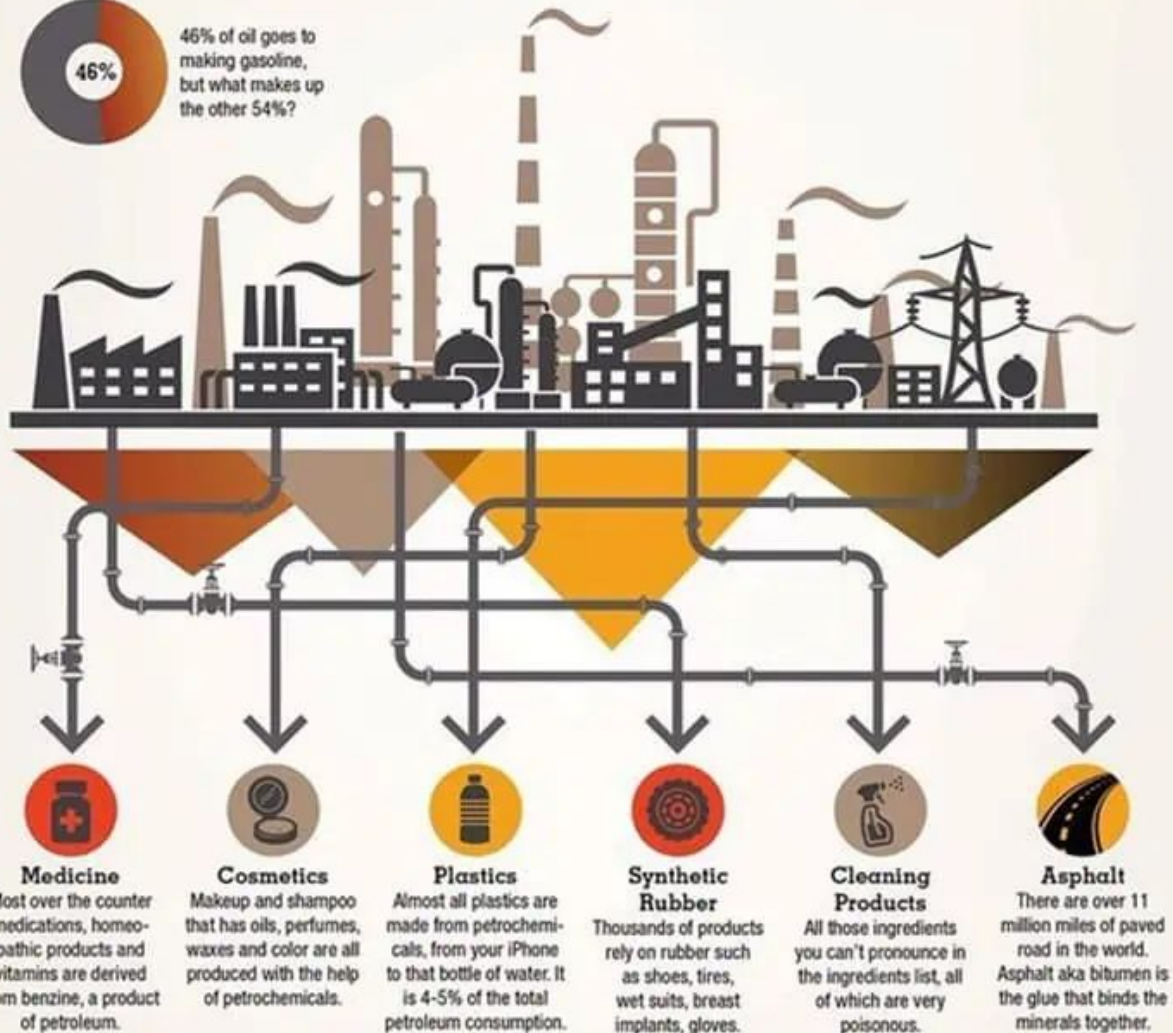 46%
46% of oil goes to
making gasoline,
but what makes up
the other 54%?
Medicine
ost over the counter
edications, homeo-
pathic products and
vitamins are derived
om benzine, a product
of petroleum.
Cosmetics
Makeup and shampoo
that has oils, perfumes,
waxes and color are all
produced with the help
of petrochemicals.
Plastics
Almost all plastics are
made from petrochemi-
cals, from your iPhone
to that bottle of water. It
is 4-5% of the total
petroleum consumption.
Synthetic
Rubber
Thousands of products
rely on rubber such
as shoes, tires,
wet suits, breast
implants, gloves.
Cleaning
Products
All those ingredients
you can't pronounce in
the ingredients list, all
of which are very
poisonous.
Asphalt
There are over 11
million miles of paved
road in the world.
Asphalt aka bitumen is
the glue that binds the
minerals together.